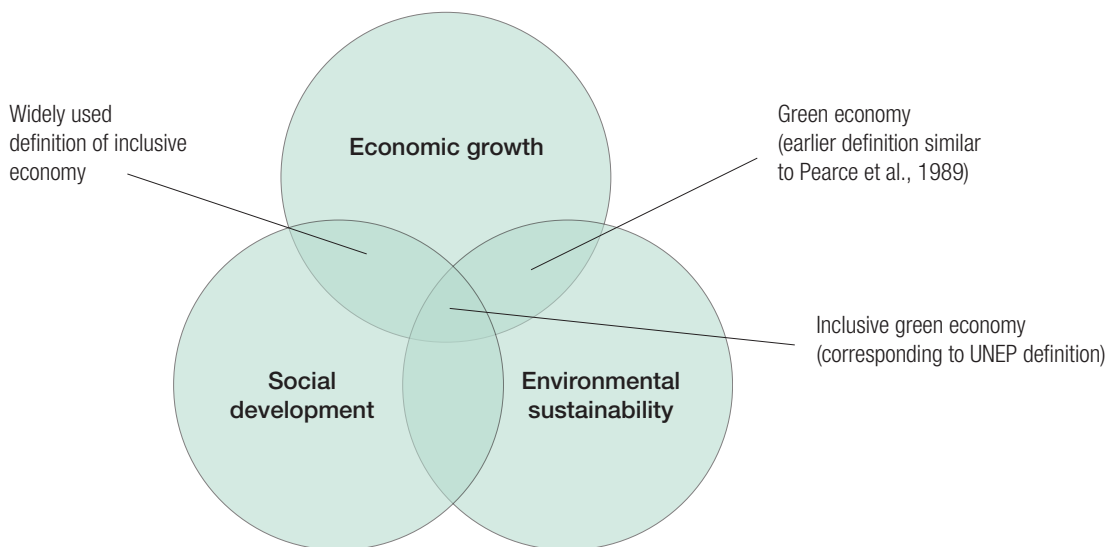 Economic growth
Widely used
definition of inclusive
economy
Green economy
(earlier definition similar
to Pearce et al., 1989)
Inclusive green economy
(corresponding to UNEP definition)
Social
development
Environmental
sustainability